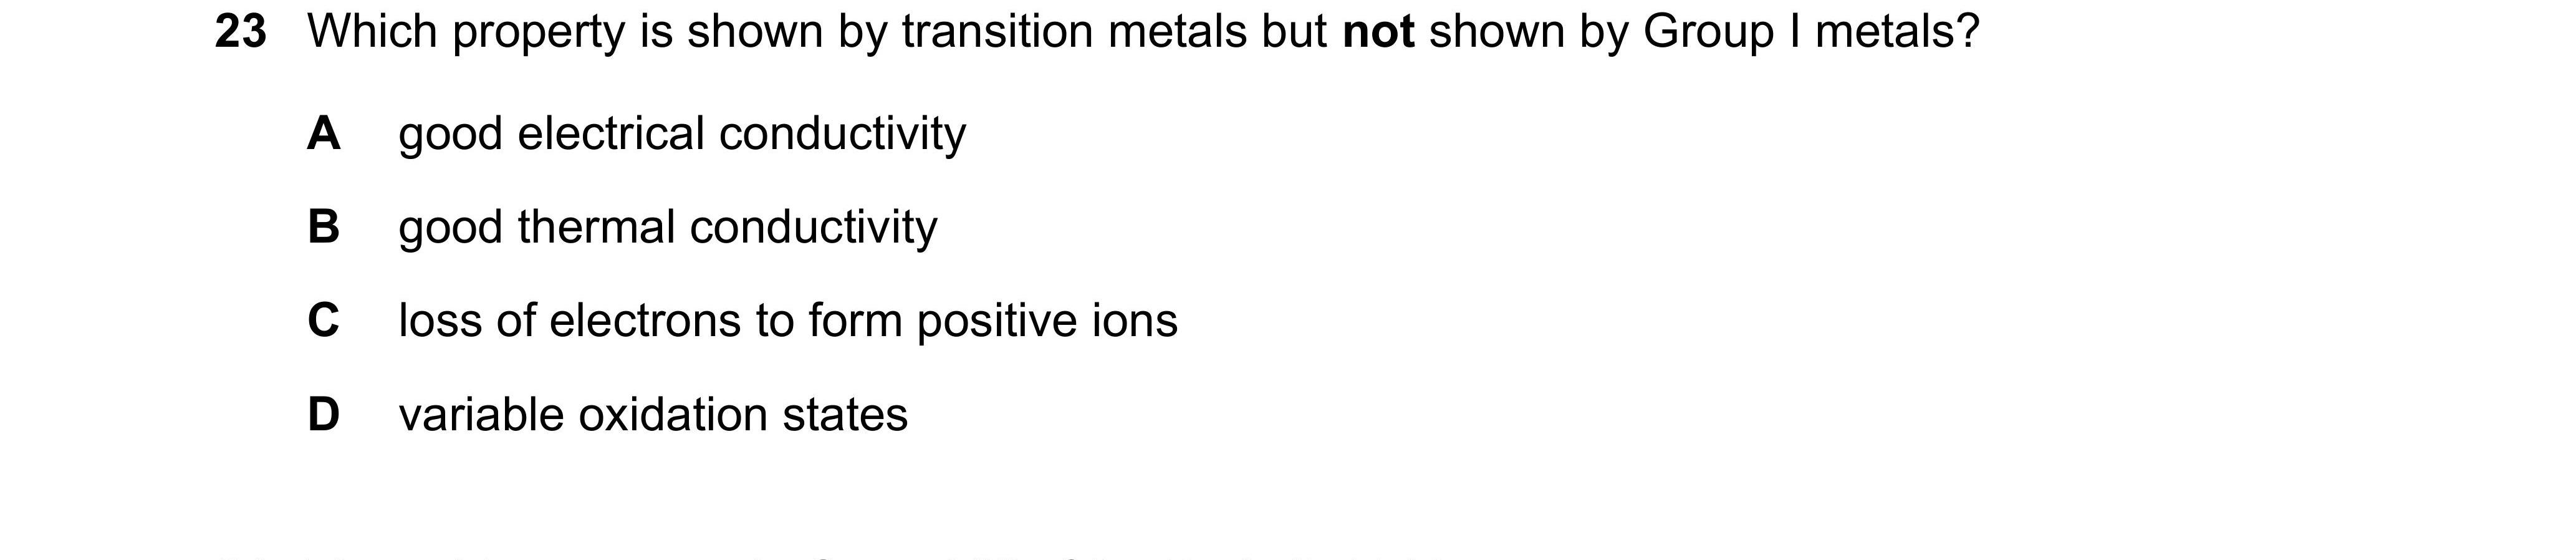 23 Which property is shown by transition metals but not shown by Group I metals?
A good electrical conductivity
B good thermal conductivity
C loss of electrons to form positive ions
D variable oxidation states